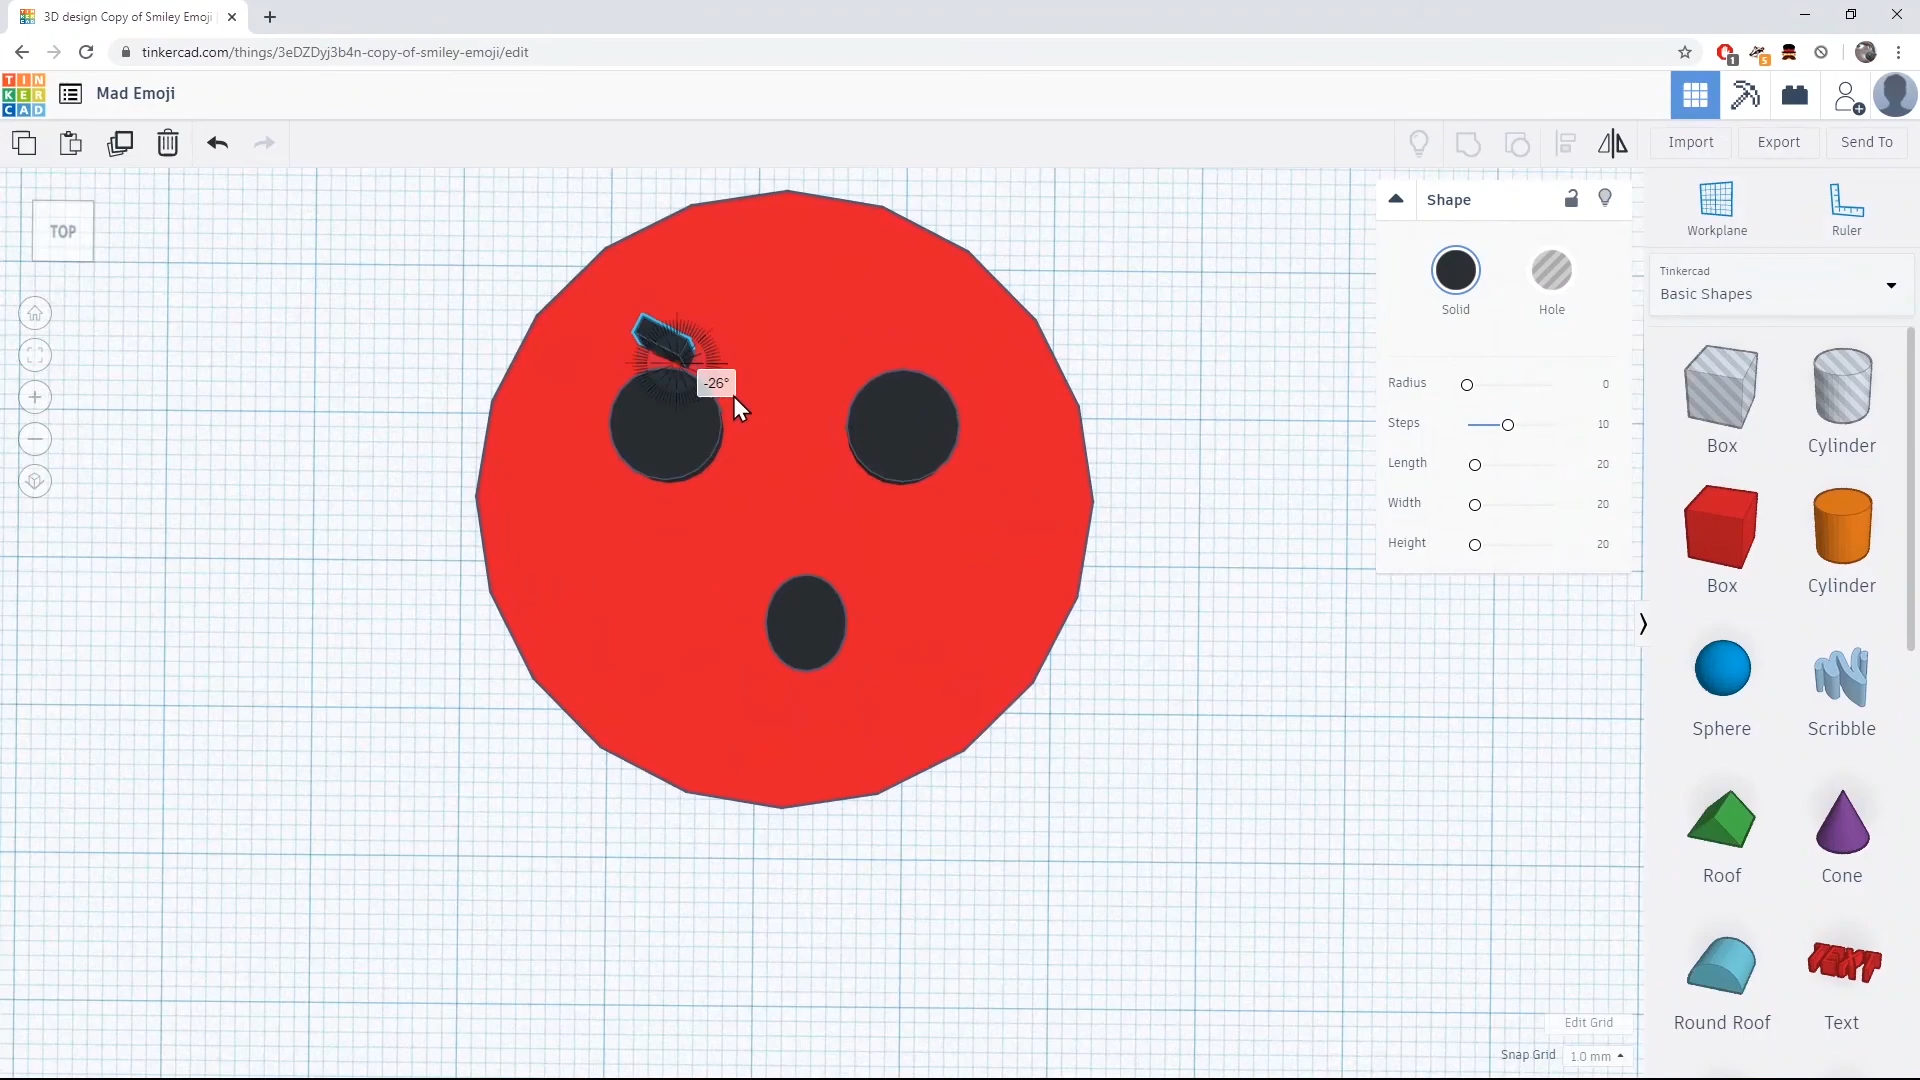 3D design Copy of Smiley Emoji
tinkercad.com/things/3eDZDyj3b4n-copy-of-smiley-emoji/edit
1
5
TIN
KER
CAD
Mad Emoji
Import
Export
Send To
TOP
Shape
Solid
Hole
Radius
0
Steps
10
Length
20
Width
20
Height
20
-26°
Workplane
Ruler
Tinkercad
Basic Shapes
Box
Cylinder
Box
Cylinder
Sphere
Scribble
Roof
Cone
TEXT
Round Roof
Text
Edit Grid
Snap Grid
1.0 mm